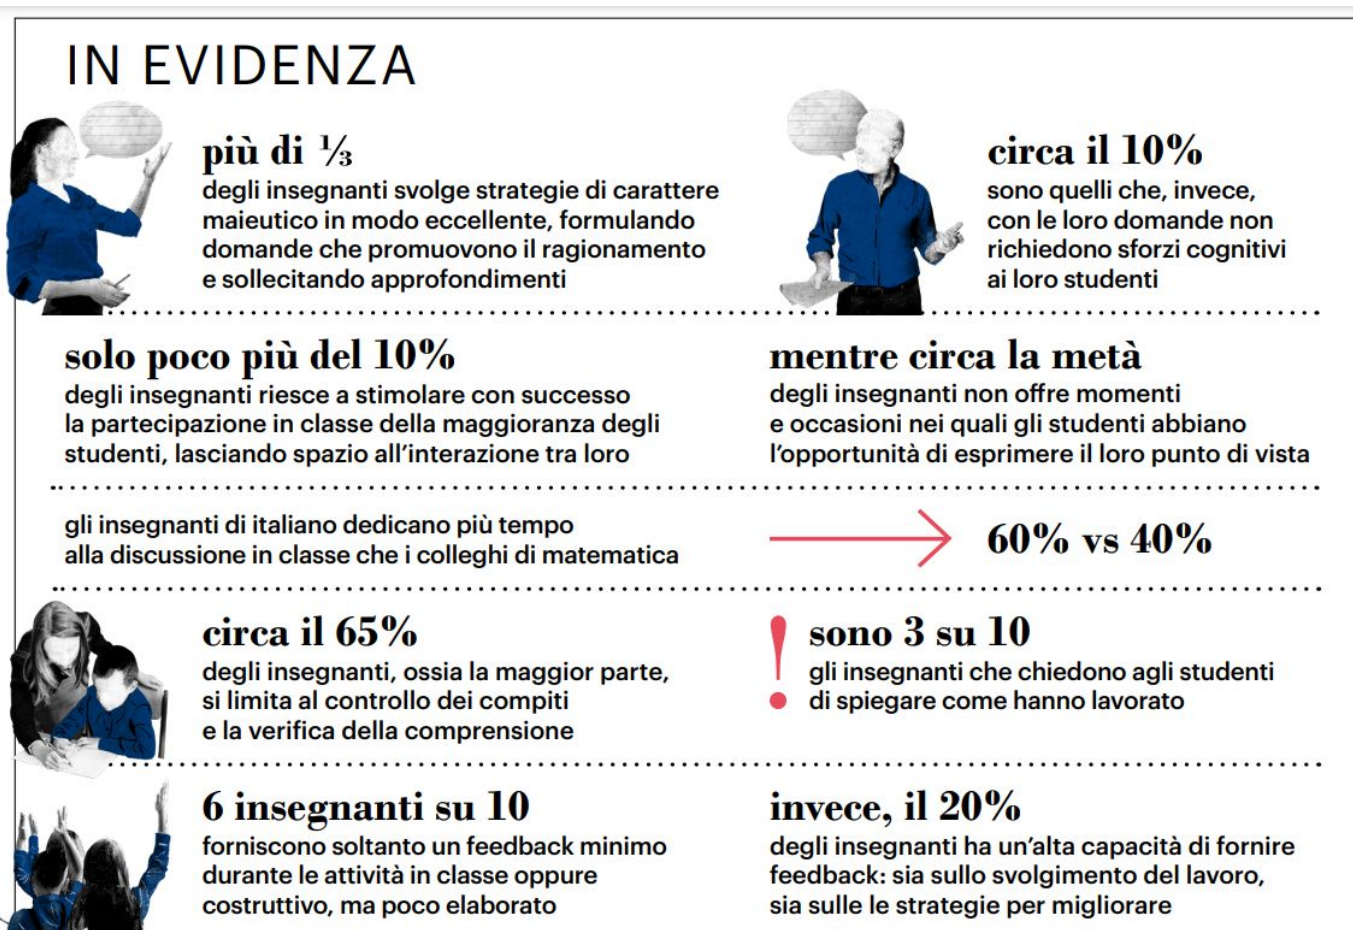 IN EVIDENZA
più di ⅓
degli insegnanti svolge strategie di carattere
maieutico in modo eccellente, formulando
domande che promuovono il ragionamento
e sollecitando approfondimenti
circa il 10%
sono quelli che, invece,
con le loro domande non
richiedono sforzi cognitivi
ai loro studenti
solo poco più del 10%
degli insegnanti riesce a stimolare con successo
la partecipazione in classe della maggioranza degli
studenti, lasciando spazio all'interazione tra loro
mentre circa la metà
degli insegnanti non offre momenti
e occasioni nei quali gli studenti abbiano
l'opportunità di esprimere il loro punto di vista
gli insegnanti di italiano dedicano più tempo
alla discussione in classe che i colleghi di matematica
60% vs 40%
circa il 65%
degli insegnanti, ossia la maggior parte,
si limita al controllo dei compiti
e la verifica della comprensione
! sono 3 su 10
gli insegnanti che chiedono agli studenti
di spiegare come hanno lavorato
6 insegnanti su 10
forniscono soltanto un feedback minimo
durante le attività in classe oppure
costruttivo, ma poco elaborato
invece, il 20%
degli insegnanti ha un'alta capacità di fornire
feedback: sia sullo svolgimento del lavoro,
sia sulle le strategie per migliorare